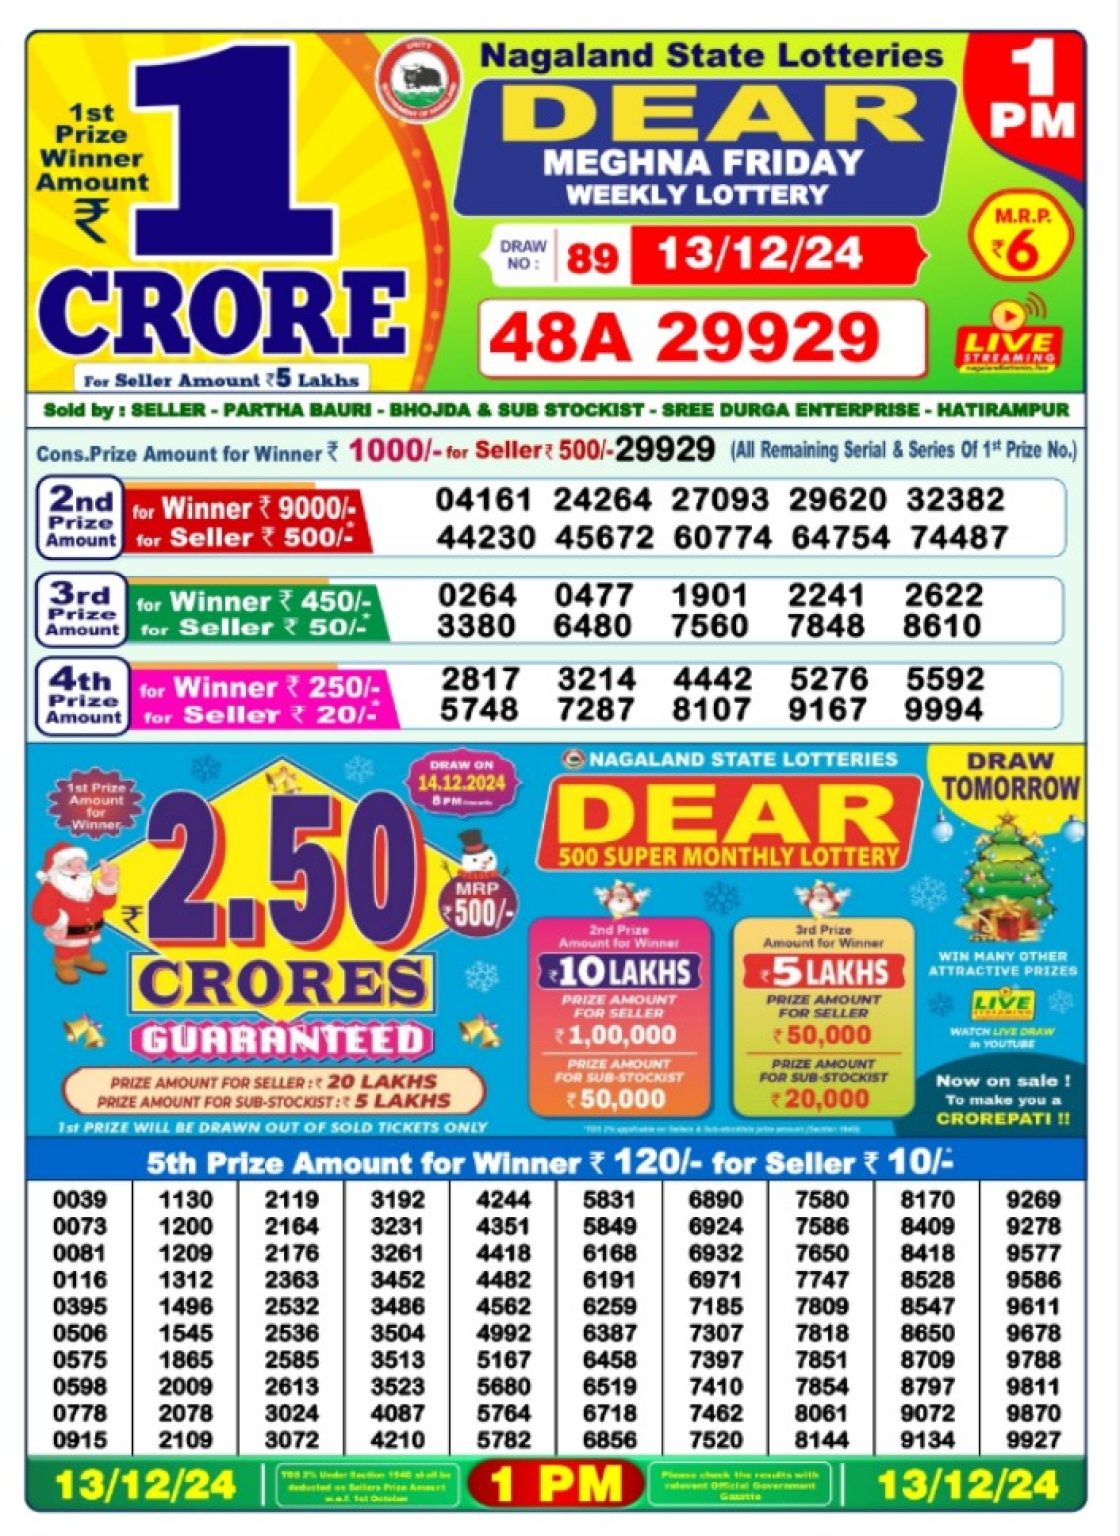 1st
Prize
Winner
Amount
₹
1
CRORE
For Seller Amount ₹5 Lakhs
Nagaland State Lotteries
DEAR
MEGHNA FRIDAY
WEEKLY LOTTERY
1
PM
DRAW
NO :
89
13/12/24
M.R.P.
₹6
48A 29929
LIVE
STREAMING
nagalandlotteries.live
Sold by : SELLER - PARTHA BAURI - BHOJDA & SUB STOCKIST - SREE DURGA ENTERPRISE - HATIRAMPUR
Cons.Prize Amount for Winner ₹ 1000/- for Seller ₹ 500/- 29929 (All Remaining Serial & Series Of 1st Prize No.)
2nd
Prize
Amount
for Winner ₹ 9000/-
for Seller ₹ 500/-*
04161 24264 27093 29620 32382
44230 45672 60774 64754 74487
3rd
Prize
Amount
for Winner ₹ 450/-
for Seller ₹ 50/-*
0264 0477 1901 2241 2622
3380 6480 7560 7848 8610
4th
Prize
Amount
for Winner ₹ 250/-
for Seller ₹ 20/-*
2817 3214 4442 5276 5592
5748 7287 8107 9167 9994
1st Prize
Amount
for
Winner
₹2.50
CRORES
GUARANTEED
DRAW ON
14.12.2024
8 PM
MRP
₹500/-
PRIZE AMOUNT FOR SELLER : ₹ 20 LAKHS
PRIZE AMOUNT FOR SUB-STOCKIST : ₹ 5 LAKHS
1st PRIZE WILL BE DRAWN OUT OF SOLD TICKETS ONLY
NAGALAND STATE LOTTERIES
DEAR
500 SUPER MONTHLY LOTTERY
2nd Prize
Amount for Winner
₹10 LAKHS
PRIZE AMOUNT
FOR SELLER
₹1,00,000
PRIZE AMOUNT
FOR SUB-STOCKIST
₹50,000
3rd Prize
Amount for Winner
₹5 LAKHS
PRIZE AMOUNT
FOR SELLER
₹50,000
PRIZE AMOUNT
FOR SUB-STOCKIST
₹20,000
DRAW
TOMORROW
WIN MANY OTHER
ATTRACTIVE PRIZES
LIVE
STREAMING
WATCH LIVE DRAW
in YOUTUBE
Now on sale !
To make you a
CROREPATI !!
5th Prize Amount for Winner ₹ 120/- for Seller ₹ 10/-*
0039 1130 2119 3192 4244 5831 6890 7580 8170 9269
0073 1200 2164 3231 4351 5849 6924 7586 8409 9278
0081 1209 2176 3261 4418 6168 6932 7650 8418 9577
0116 1312 2363 3452 4482 6191 6971 7747 8528 9586
0395 1496 2532 3486 4562 6259 7185 7809 8547 9611
0506 1545 2536 3504 4992 6387 7307 7818 8650 9678
0575 1865 2585 3513 5167 6458 7397 7851 8709 9788
0598 2009 2613 3523 5680 6519 7410 7854 8797 9811
0778 2078 3024 4087 5764 6718 7462 8061 9072 9870
0915 2109 3072 4210 5782 6856 7520 8144 9134 9927
13/12/24
TDS 2% Under Section 194G shall be
deducted on Sellers Prize Amount
w.e.f. 1st October
1 PM
Please check the results with
relevent Official Government
Gazette
13/12/24